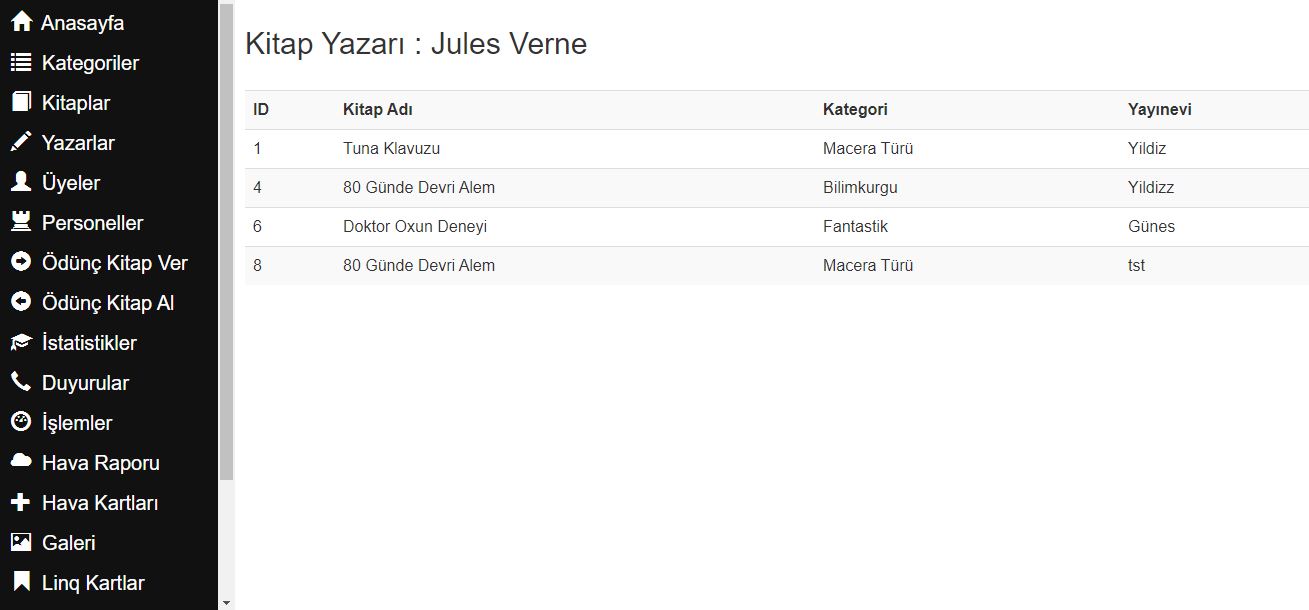 Anasayfa
Kategoriler
Kitaplar
Yazarlar
Üyeler
Personeller
Ödünç Kitap Ver
Ödünç Kitap Al
İstatistikler
Duyurular
İşlemler
Hava Raporu
Hava Kartları
Galeri
Linq Kartlar
Kitap Yazarı : Jules Verne
ID Kitap Adı Kategori Yayınevi
1 Tuna Klavuzu Macera Türü Yildiz
4 80 Günde Devri Alem Bilimkurgu Yildizz
6 Doktor Oxun Deneyi Fantastik Günes
8 80 Günde Devri Alem Macera Türü tst